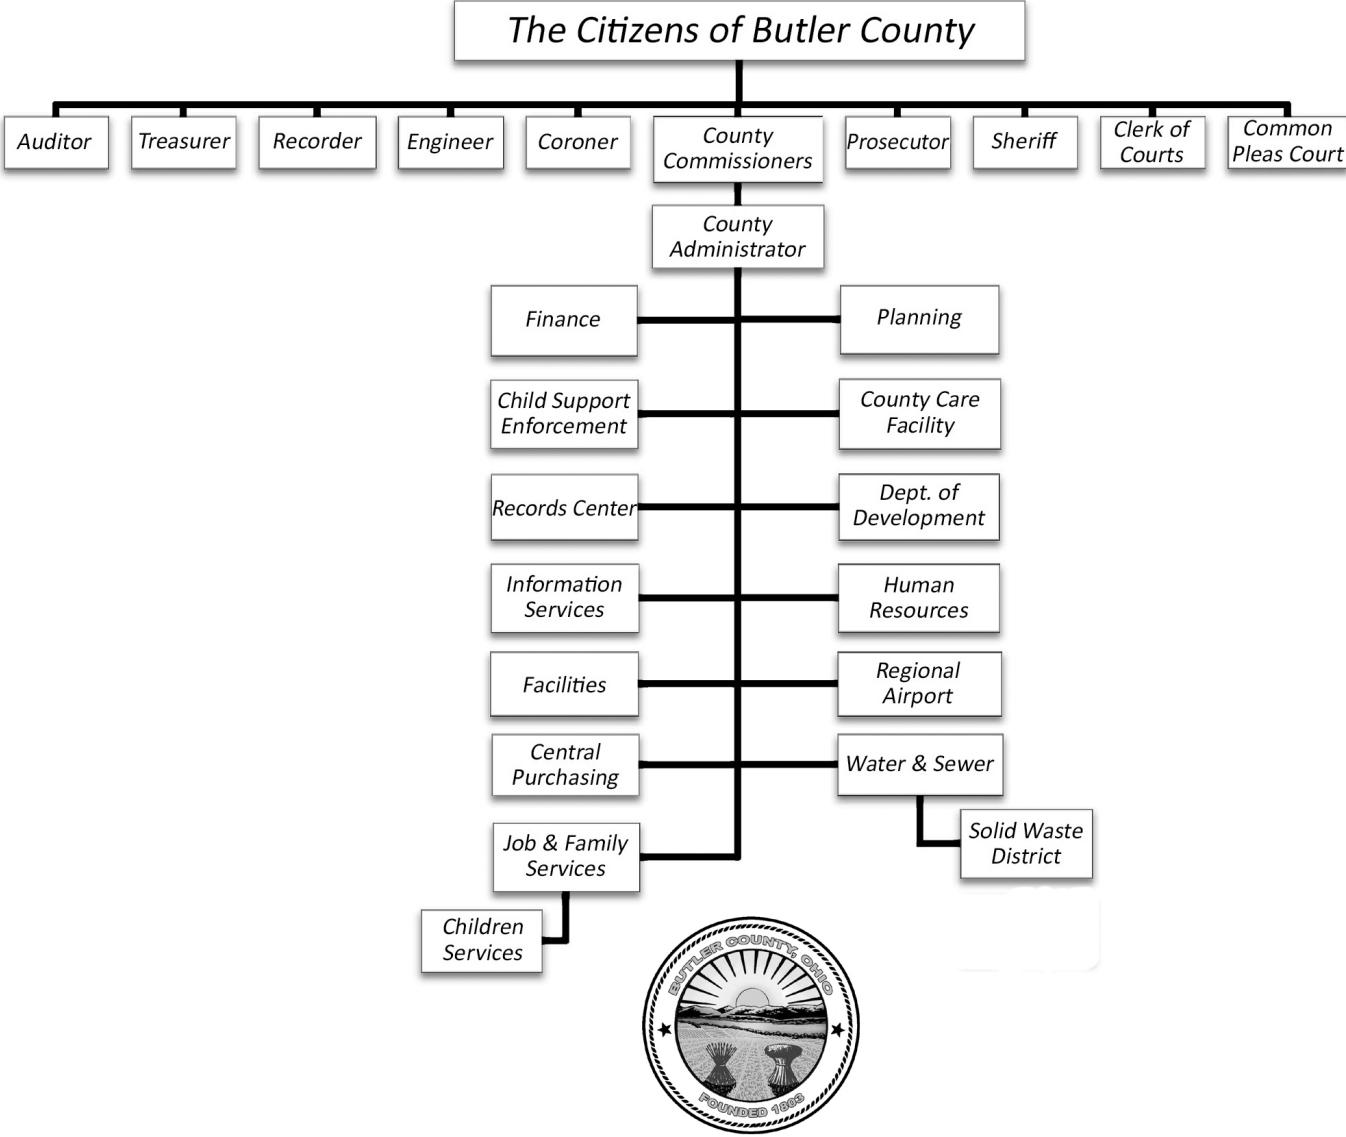 The Citizens of Butler County
Auditor
Treasurer
Recorder
Engineer
Coroner
County
Commissioners
Prosecutor
Sheriff
Clerk of
Courts
Common
Pleas Court
County
Administrator
Finance
Planning
Child Support
Enforcement
County Care
Facility
Records Center
Dept. of
Development
Information
Services
Human
Resources
Facilities
Regional
Airport
Central
Purchasing
Water & Sewer
Job & Family
Services
Solid Waste
District
Children
Services
BUTLER COUNTY, OHIO
FOUNDED 1803